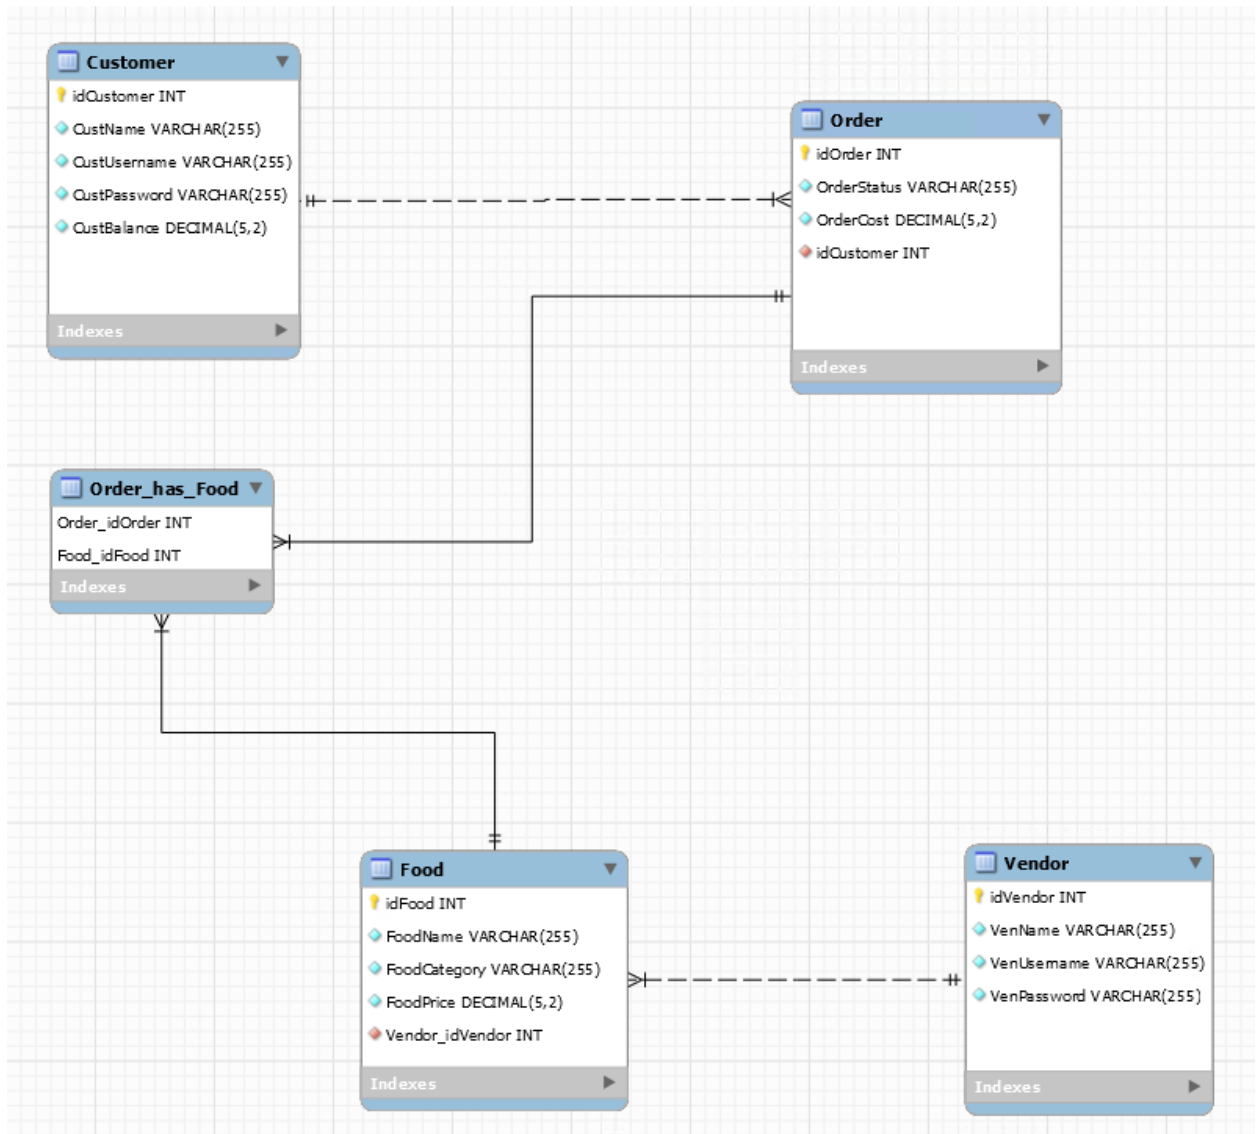 Customer
idCustomer INT
CustName VARCHAR(255)
CustUsername VARCHAR(255)
CustPassword VARCHAR(255)
CustBalance DECIMAL(5,2)
Indexes
Order
idOrder INT
OrderStatus VARCHAR(255)
OrderCost DECIMAL(5,2)
idCustomer INT
Indexes
Order_has_Food
Order_idOrder INT
Food_idFood INT
Indexes
Food
idFood INT
FoodName VARCHAR(255)
FoodCategory VARCHAR(255)
FoodPrice DECIMAL(5,2)
Vendor_idVendor INT
Indexes
Vendor
idVendor INT
VenName VARCHAR(255)
VenUsername VARCHAR(255)
VenPassword VARCHAR(255)
Indexes